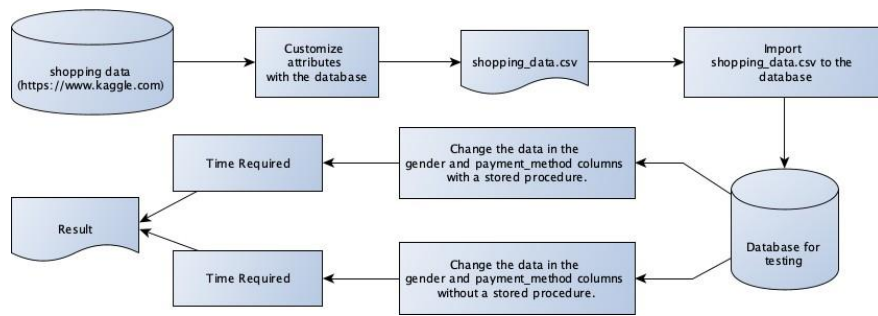 shopping data
(https://www.kaggle.com)
Customize
attributes
with the database
shopping_data.csv
Import
shopping_data.csv to the
database
Time Required
Change the data in the
gender and payment_method columns
with a stored procedure.
Result
Database for
testing
Time Required
Change the data in the
gender and payment_method columns
without a stored procedure.